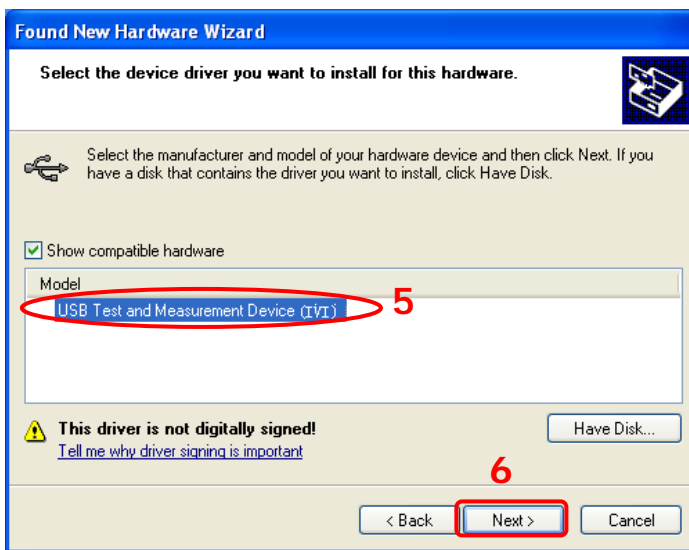 Found New Hardware Wizard
Select the device driver you want to install for this hardware.
Select the manufacturer and model of your hardware device and then click Next. If you
have a disk that contains the driver you want to install, click Have Disk.
Show compatible hardware
Model
USB Test and Measurement Device (IVI)
5
This driver is not digitally signed!
Have Disk...
Tell me why driver signing is important
6
< Back
Next >
Cancel